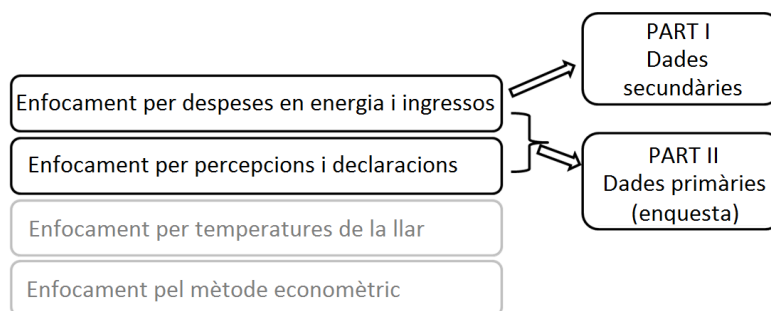 PART I
Dades
secundàries
Enfocament per despeses en energia i ingressos
Enfocament per percepcions i declaracions
PART II
Dades primàries
(enquesta)
Enfocament per temperatures de la llar
Enfocament pel mètode economètric